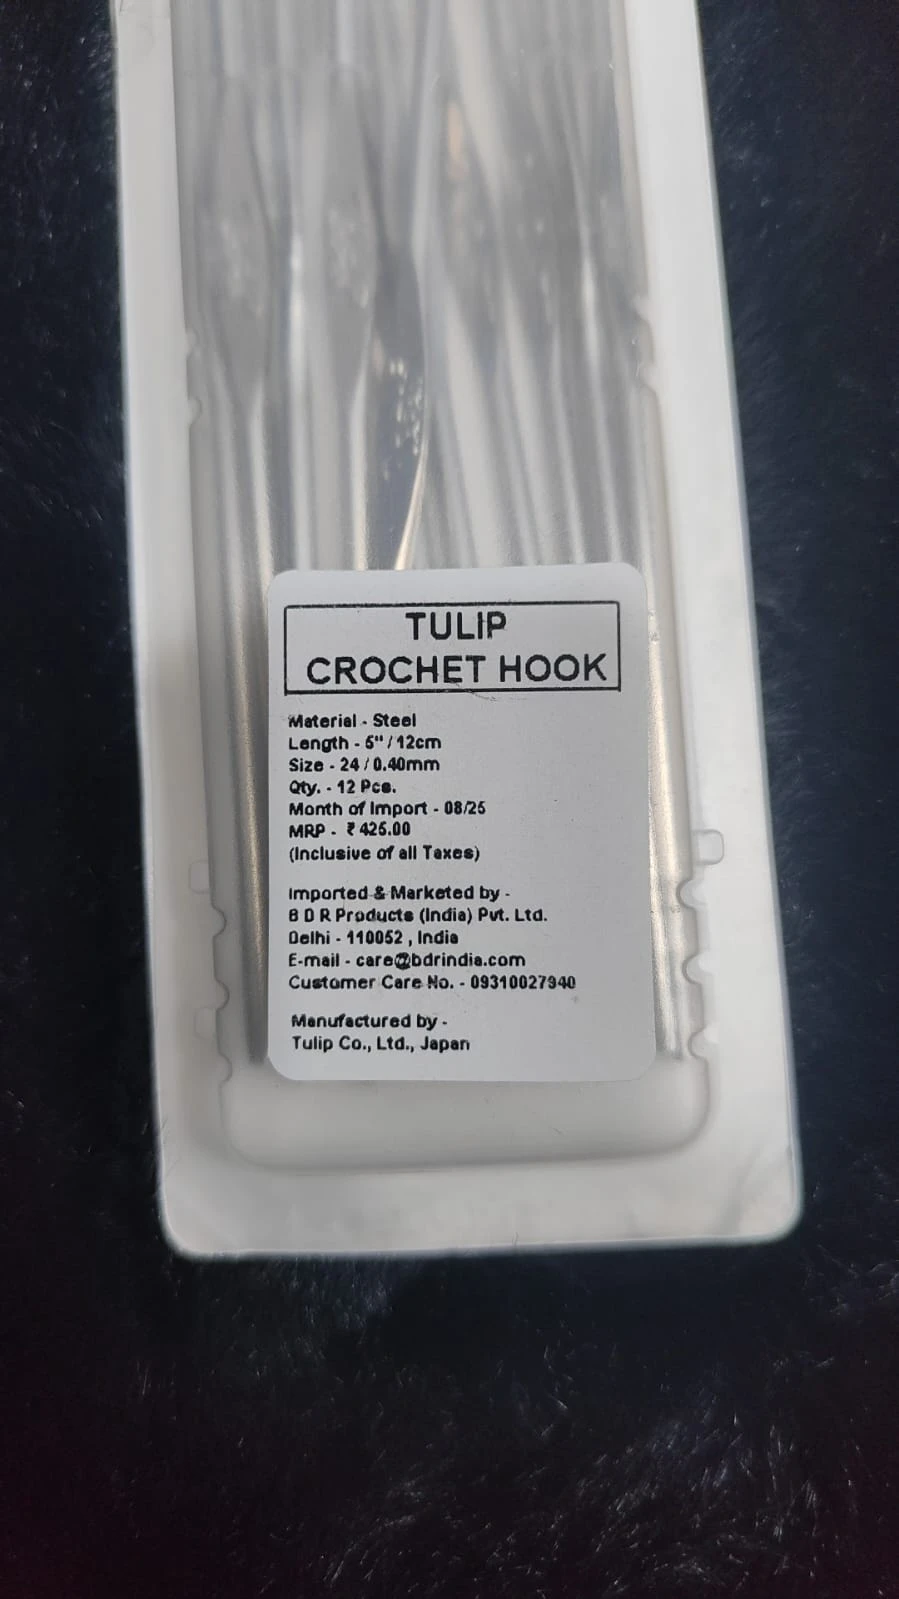 TULIP
CROCHET HOOK
Material - Steel
Length - 5" / 12cm
Size - 24 / 0.40mm
Qty. - 12 Pcs.
Month of Import - 08/25
MRP - ₹ 425.00
(Inclusive of all Taxes)
Imported & Marketed by -
B D R Products (India) Pvt. Ltd.
Delhi - 110052 , India
E-mail - care@bdrindia.com
Customer Care No. - 09310027940
Manufactured by -
Tulip Co., Ltd., Japan